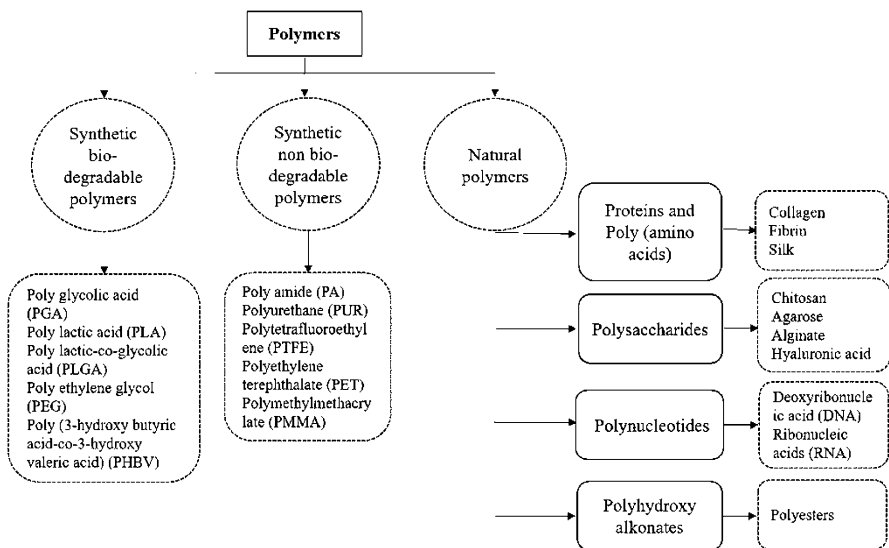 Polymers
Synthetic
bio-
degradable
polymers
Synthetic
non bio-
degradable
polymers
Natural
polymers
Poly glycolic acid
(PGA)
Poly lactic acid (PLA)
Poly lactic-co-glycolic
acid (PLGA)
Poly ethylene glycol
(PEG)
Poly (3-hydroxy butyric
acid-co-3-hydroxy
valeric acid) (PHBV)
Poly amide (PA)
Polyurethane (PUR)
Polytetrafluoroethyl
ene (PTFE)
Polyethylene
terephthalate (PET)
Polymethylmethacry
late (PMMA)
Proteins and
Poly (amino
acids)
Collagen
Fibrin
Silk
Polysaccharides
Chitosan
Agarose
Alginate
Hyaluronic acid
Polynucleotides
Deoxyribonucle
ic acid (DNA)
Ribonucleic
acids (RNA)
Polyhydroxy
alkonates
Polyesters